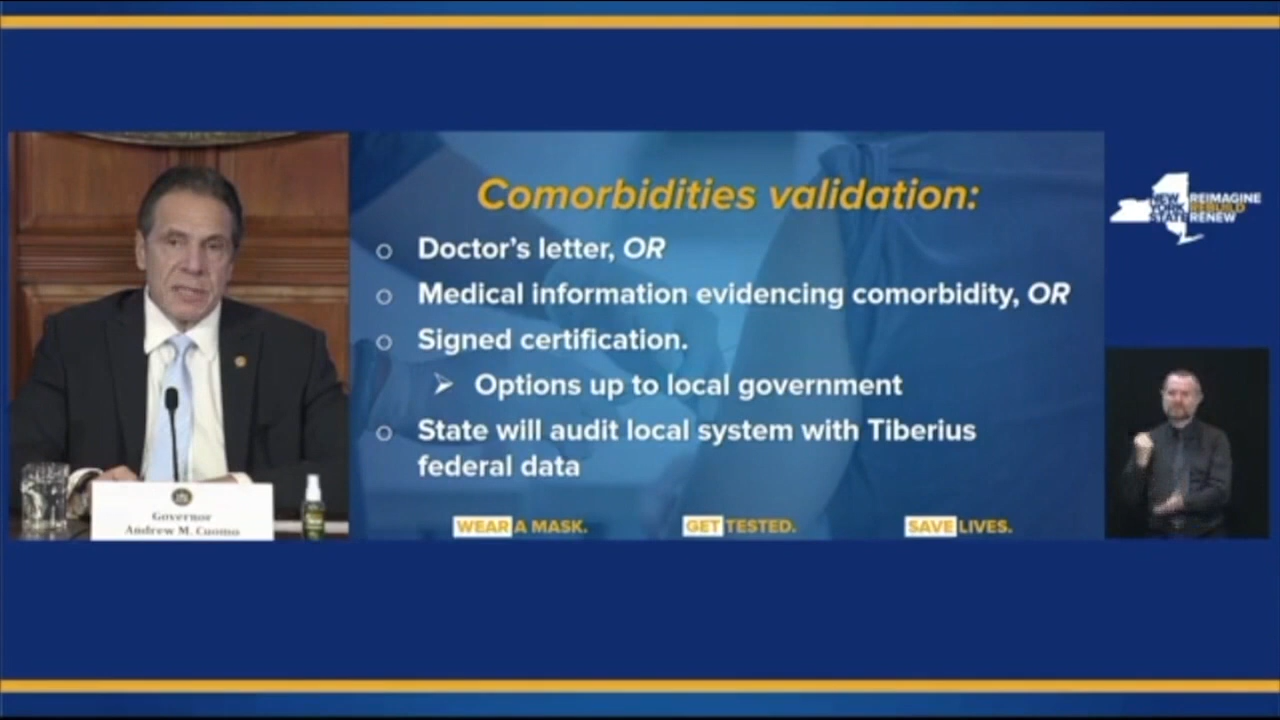 Comorbidities validation:
Doctor's letter, OR
Medical information evidencing comorbidity, OR
Signed certification.
Options up to local government
State will audit local system with Tiberius
federal data
WEAR A MASK.
GET TESTED.
SAVE LIVES.
Governor
Andrew M. Cuomo
NEW YORK STATE
REIMAGINE
REBUILD
RENEW